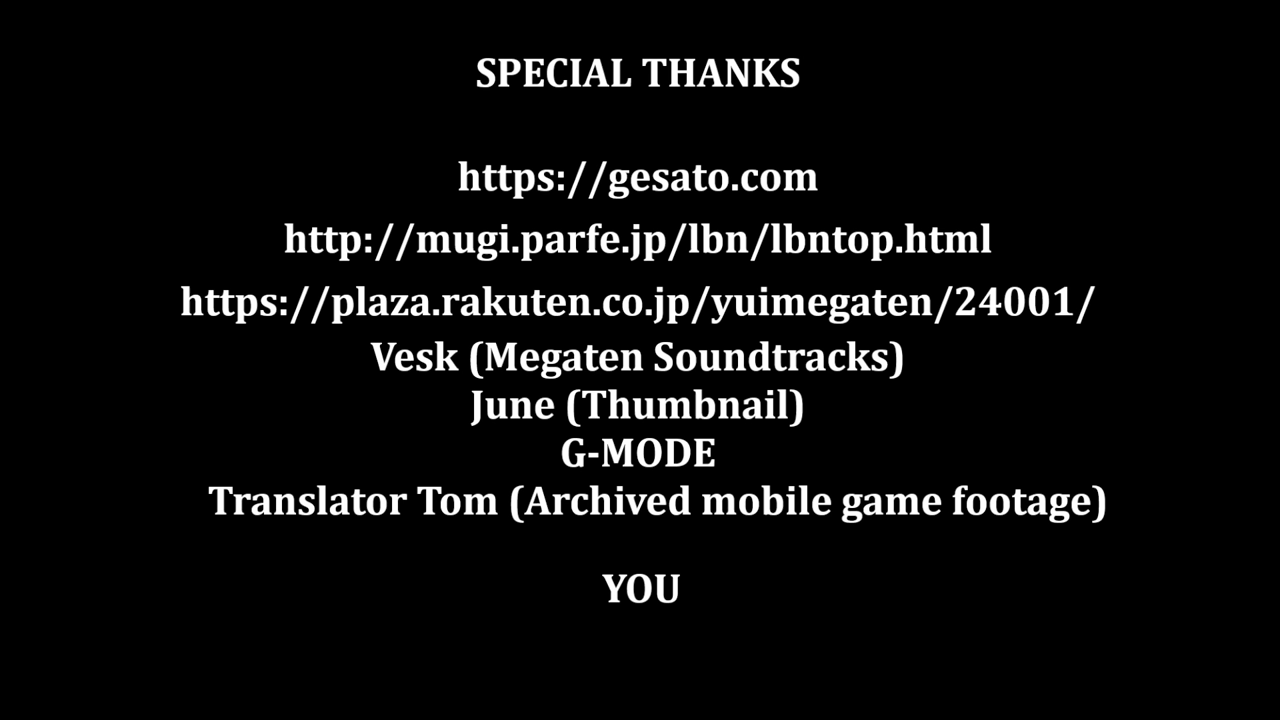 SPECIAL THANKS
https://gesato.com
http://mugi.parfe.jp/lbn/lbntop.html
https://plaza.rakuten.co.jp/yuimegaten/24001/
Vesk (Megaten Soundtracks)
June (Thumbnail)
G-MODE
Translator Tom (Archived mobile game footage)
YOU